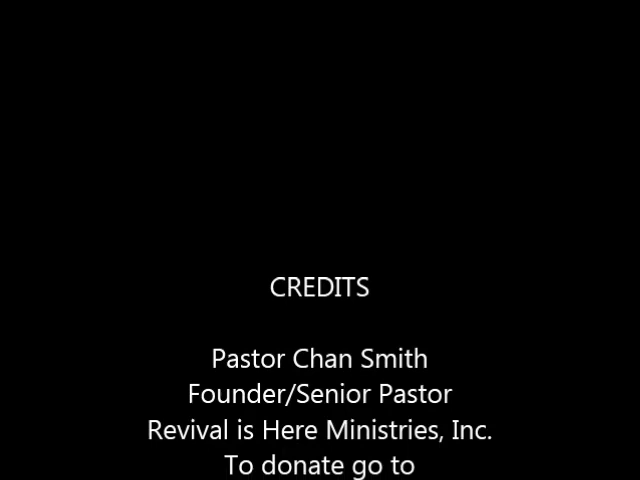 CREDITS
Pastor Chan Smith
Founder/Senior Pastor
Revival is Here Ministries, Inc.
To donate go to